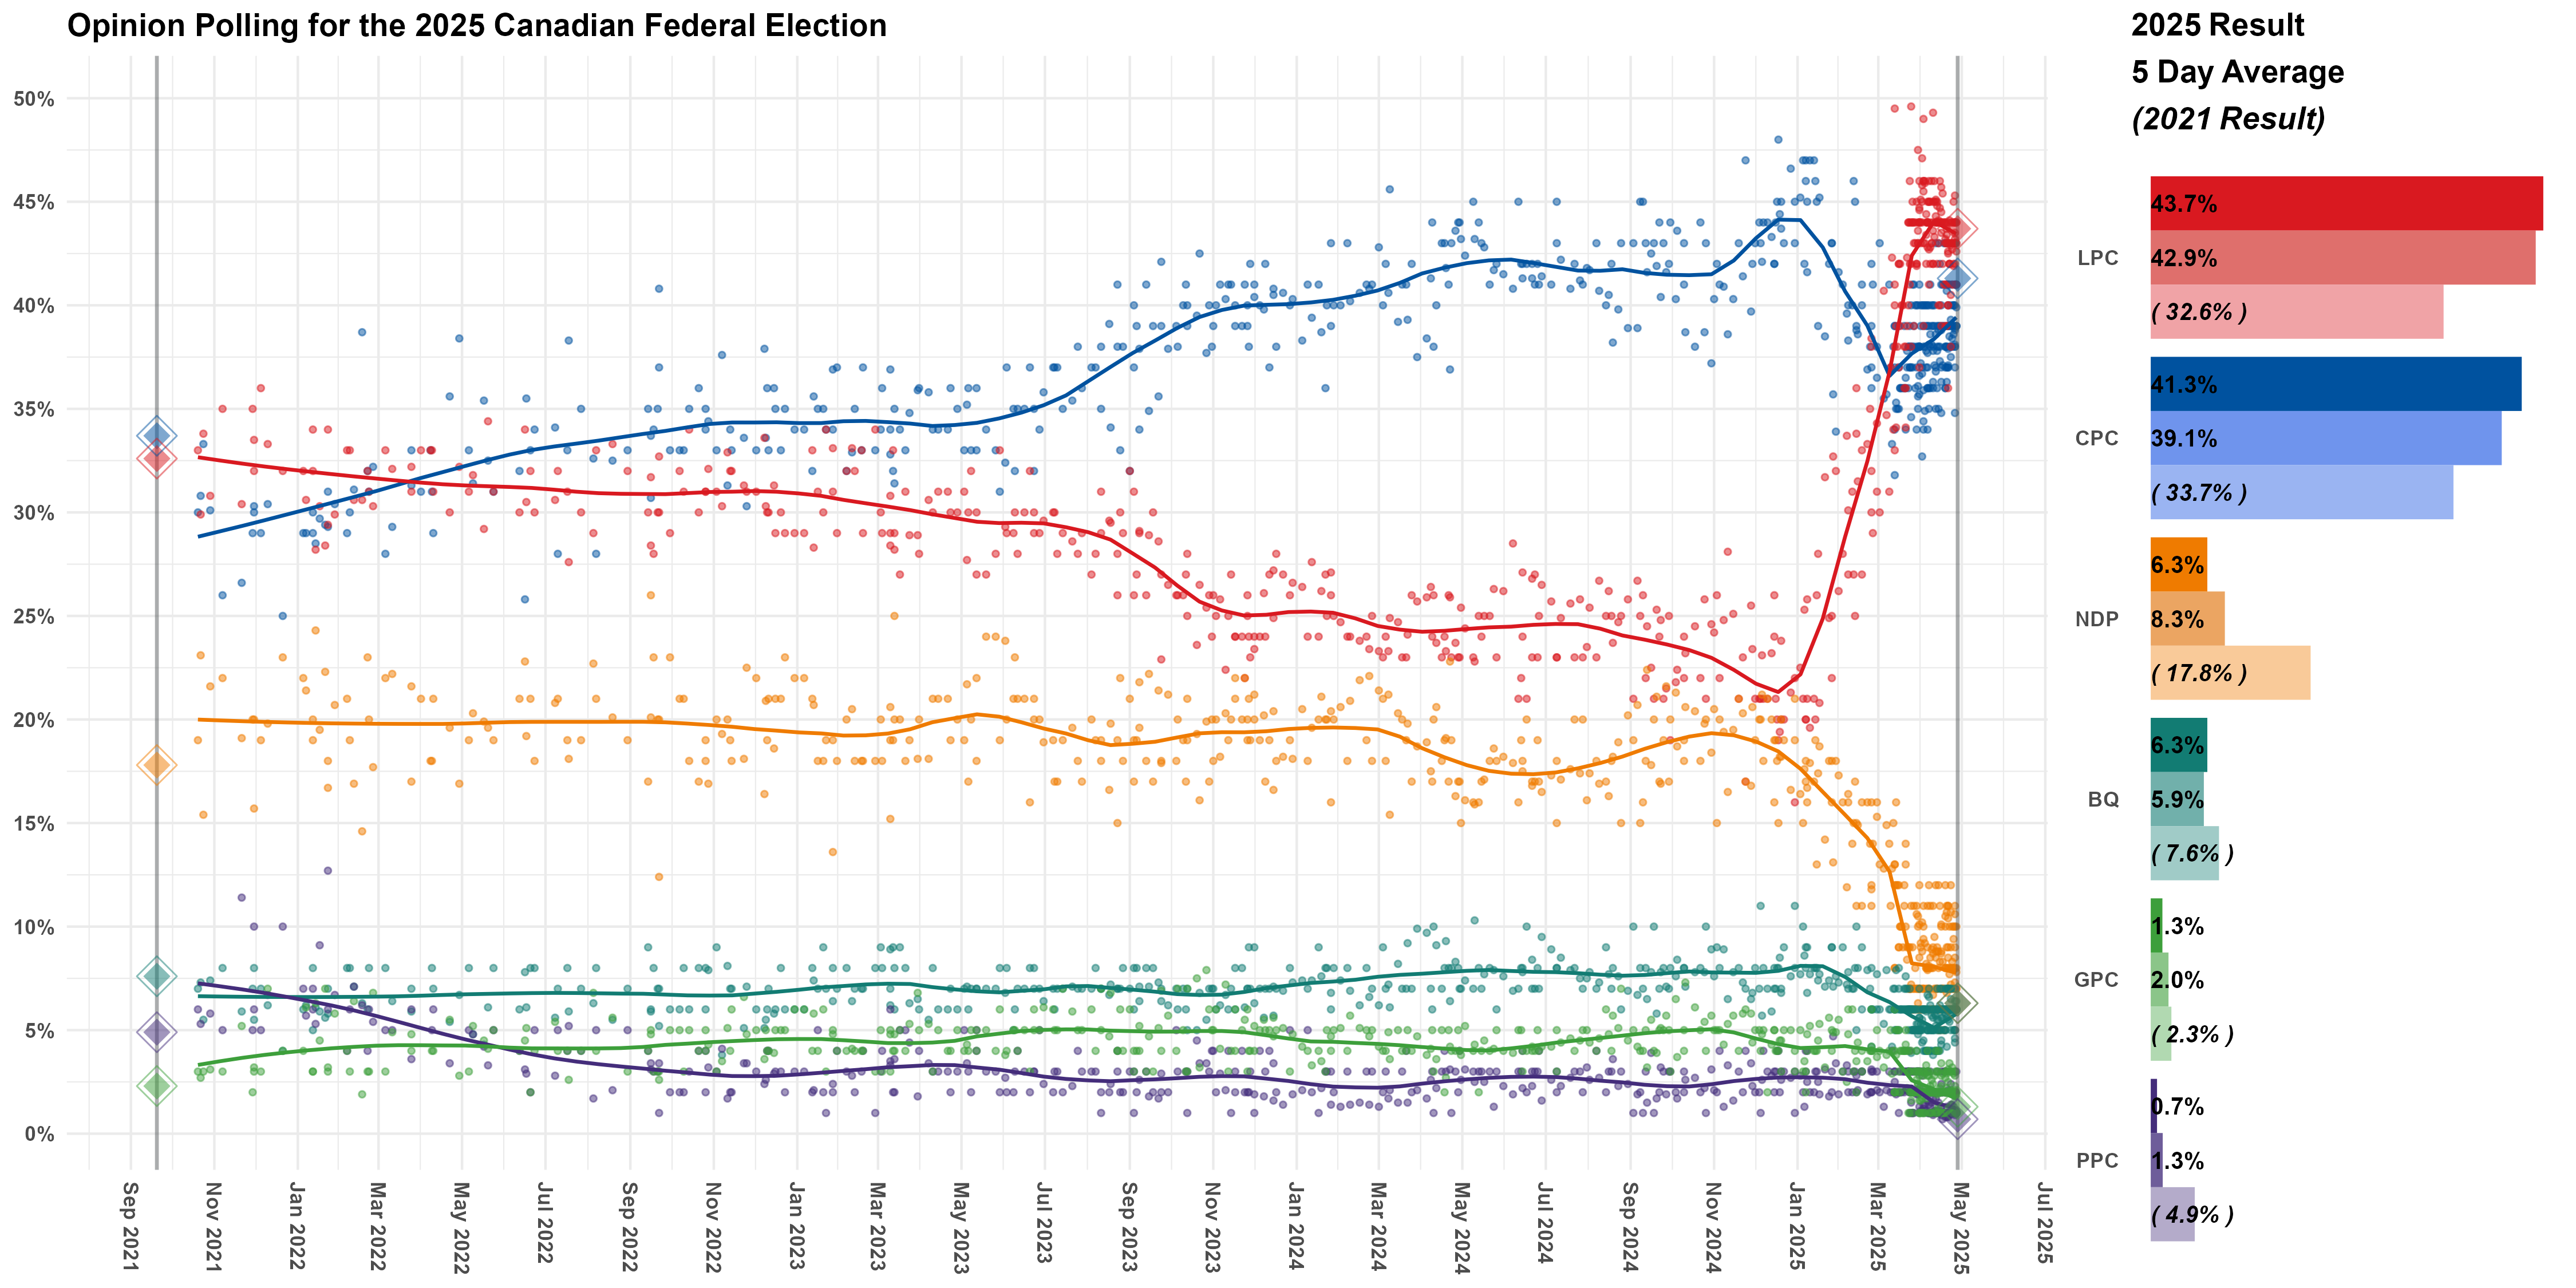 Opinion Polling for the 2025 Canadian Federal Election
50%
45%
40%
35%
30%
25%
20%
15%
10%
5%
0%
Sep 2021
Nov 2021
Jan 2022
Mar 2022
May 2022
Jul 2022
Sep 2022
Nov 2022
Jan 2023
Mar 2023
May 2023
Jul 2023
Sep 2023
Nov 2023
Jan 2024
Mar 2024
May 2024
Jul 2024
Sep 2024
Nov 2024
Jan 2025
Mar 2025
May 2025
Jul 2025
2025 Result
5 Day Average
(2021 Result)
43.7%
LPC 42.9%
( 32.6% )
41.3%
CPC 39.1%
( 33.7% )
6.3%
NDP 8.3%
( 17.8% )
6.3%
BQ 5.9%
( 7.6% )
1.3%
GPC 2.0%
( 2.3% )
0.7%
PPC 1.3%
( 4.9% )